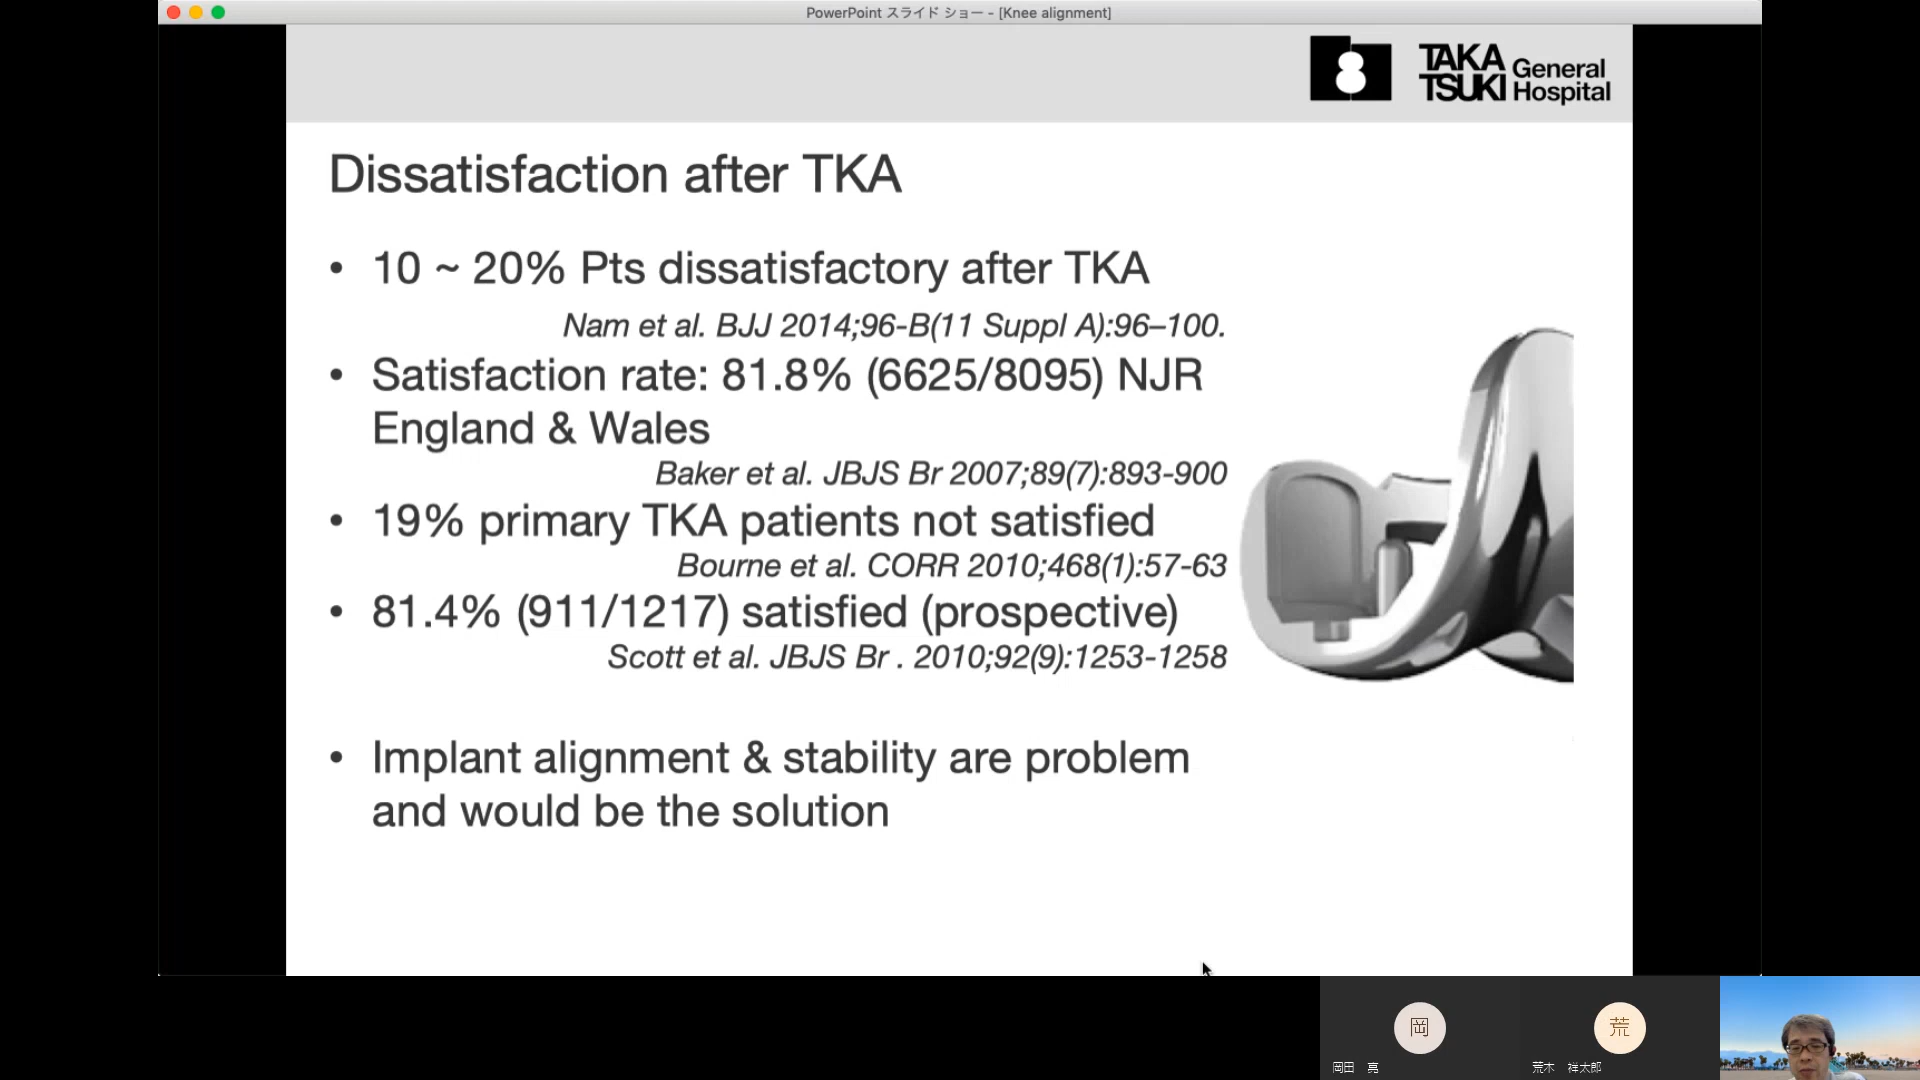 PowerPoint スライド ショー - [Knee alignment]
TAKA
TSUKI
General
Hospital
Dissatisfaction after TKA
• 10 ~ 20% Pts dissatisfactory after TKA
Nam et al. BJJ 2014;96-B(11 Suppl A):96–100.
• Satisfaction rate: 81.8% (6625/8095) NJR
England & Wales
Baker et al. JBJS Br 2007;89(7):893-900
• 19% primary TKA patients not satisfied
Bourne et al. CORR 2010;468(1):57-63
• 81.4% (911/1217) satisfied (prospective)
Scott et al. JBJS Br . 2010;92(9):1253-1258
• Implant alignment & stability are problem
and would be the solution
岡
岡田 亮
荒
荒木 祥太郎